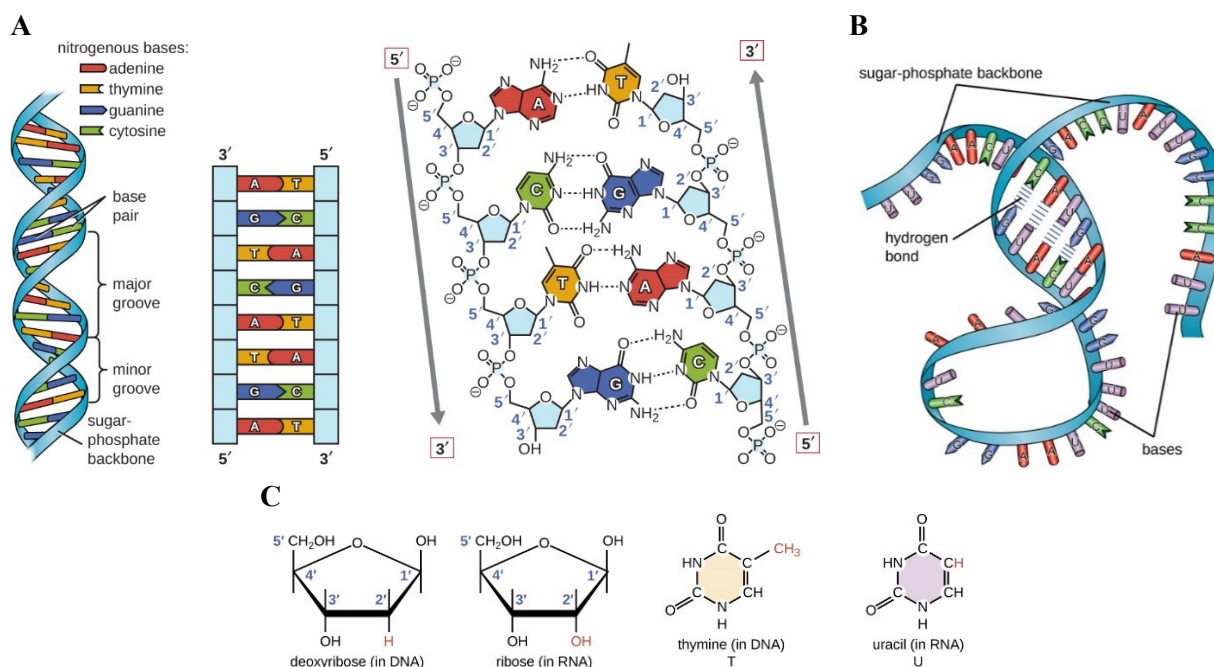 A
nitrogenous bases:
adenine
thymine
guanine
cytosine
base
pair
major
groove
minor
groove
sugar-
phosphate
backbone
3′ 5′
A T
G C
T A
C G
A T
T A
G C
A T
5′ 3′
5′ 3′
A T
C G
T A
G C
3′ 5′
B
sugar-phosphate backbone
hydrogen
bond
bases
C
5′ CH₂OH O OH
4′ 1′
3′ 2′
OH H
deoxyribose (in DNA)
5′ CH₂OH O OH
4′ 1′
3′ 2′
OH OH
ribose (in RNA)
O
CH₃
HN
CH
O
N
H
thymine (in DNA)
T
O
HN CH
CH
O
N
H
uracil (in RNA)
U